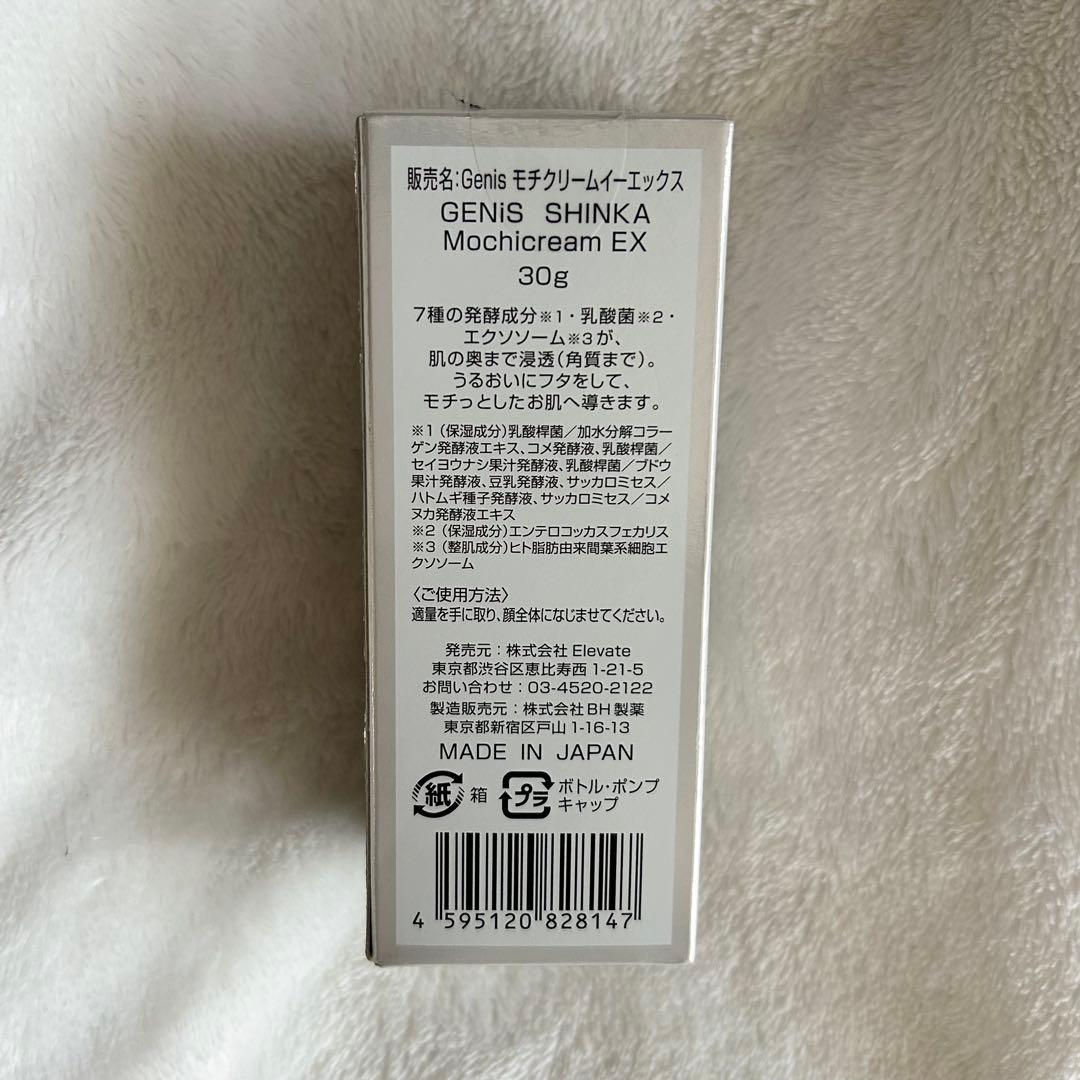 販売名:Genis モチクリームイーエックス
GENiS SHINKA
Mochicream EX
30g
7種の発酵成分※1・乳酸菌※2・
エクソソーム※3が、
肌の奥まで浸透(角質まで)。
うるおいにフタをして、
モチっとしたお肌へ導きます。
※1(保湿成分)乳酸桿菌/加水分解コラー
ゲン発酵液エキス、コメ発酵液、乳酸桿菌/
セイヨウナシ果汁発酵液、乳酸桿菌/ブドウ
果汁発酵液、豆乳発酵液、サッカロミセス/
ハトムギ種子発酵液、サッカロミセス/コメ
ヌカ発酵液エキス
※2(保湿成分)エンテロコッカスフェカリス
※3(整肌成分)ヒト脂肪由来間葉系細胞エ
クソソーム
〈ご使用方法〉
適量を手に取り、顔全体になじませてください。
発売元:株式会社Elevate
東京都渋谷区恵比寿西1-21-5
お問い合わせ:03-4520-2122
製造販売元:株式会社BH製薬
東京都新宿区戸山1-16-13
MADE IN JAPAN
紙 箱 プラ ボトル・ポンプ
キャップ
4 595120 828147